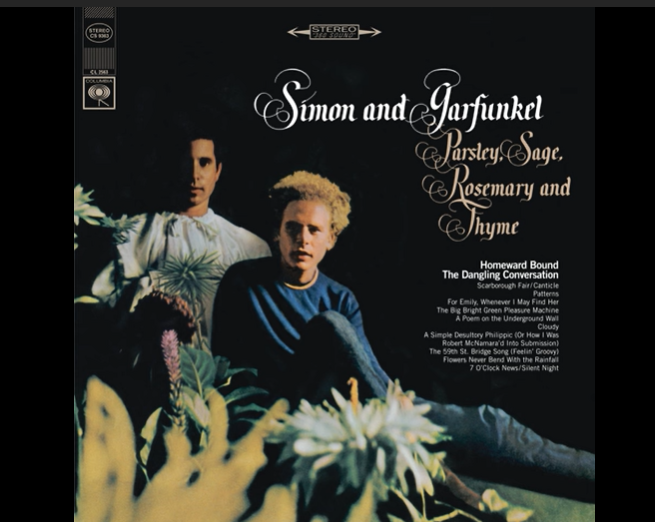 STEREO
CS 9363
CL 2563
COLUMBIA
STEREO
360 SOUND
Simon and Garfunkel
Parsley, Sage,
Rosemary and
Thyme
Homeward Bound
The Dangling Conversation
Scarborough Fair/Canticle
Patterns
For Emily, Whenever I May Find Her
The Big Bright Green Pleasure Machine
A Poem on the Underground Wall
Cloudy
A Simple Desultory Philippic (Or How I Was
Robert McNamara'd Into Submission)
The 59th St. Bridge Song (Feelin' Groovy)
Flowers Never Bend With the Rainfall
7 O'Clock News/Silent Night